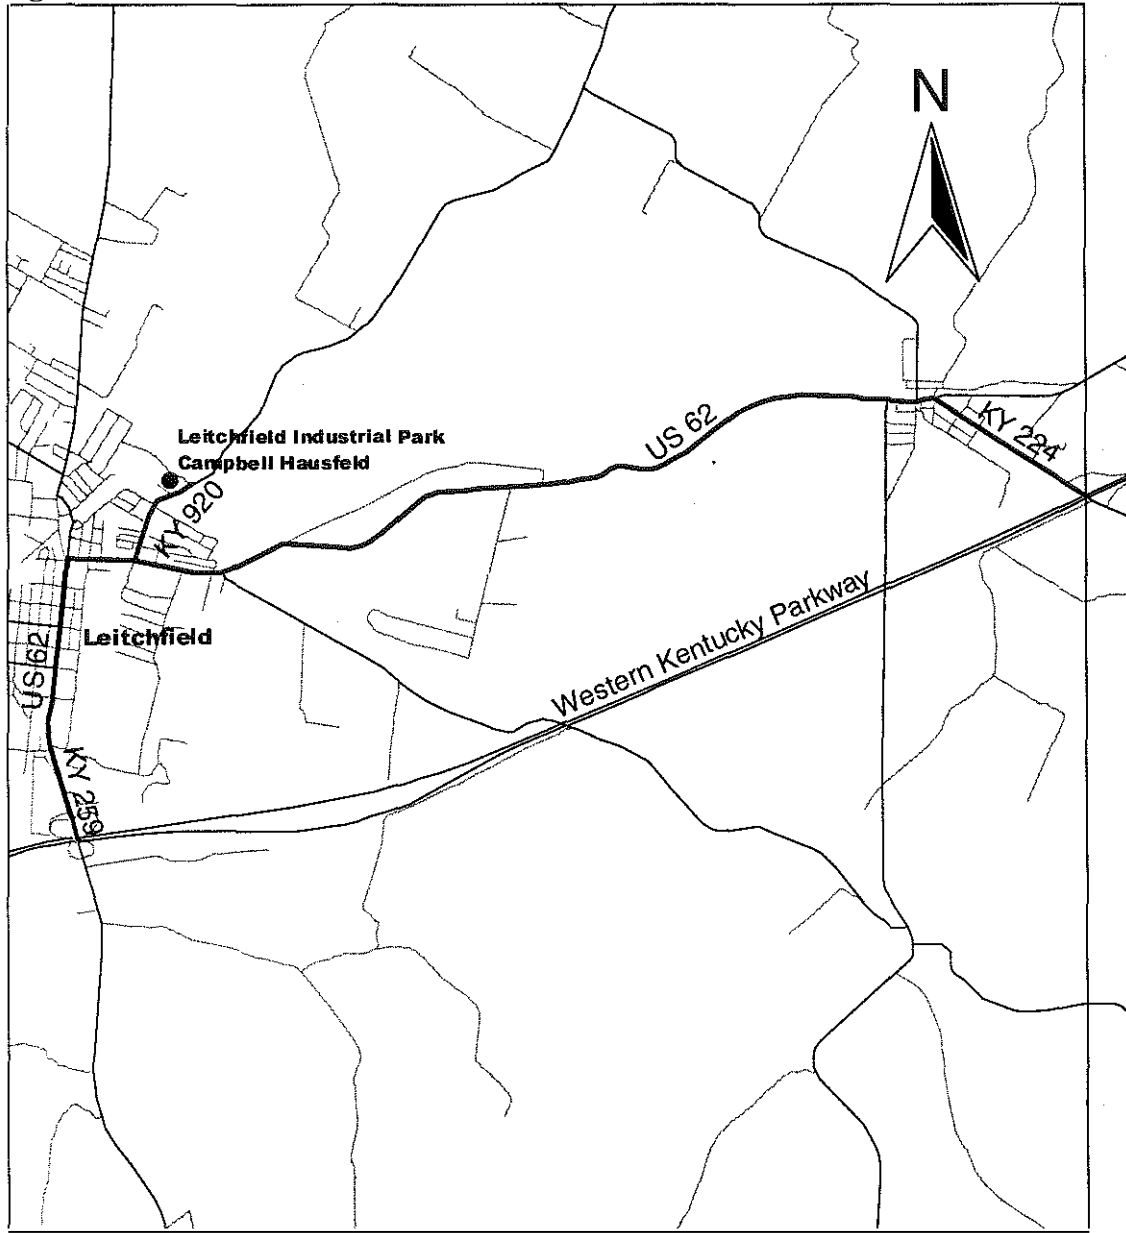 N
Leitchfield Industrial Park
Campbell Hausfeld
US 62
KY 224
KY 920
Western Kentucky Parkway
Leitchfield
US 62
KY 259